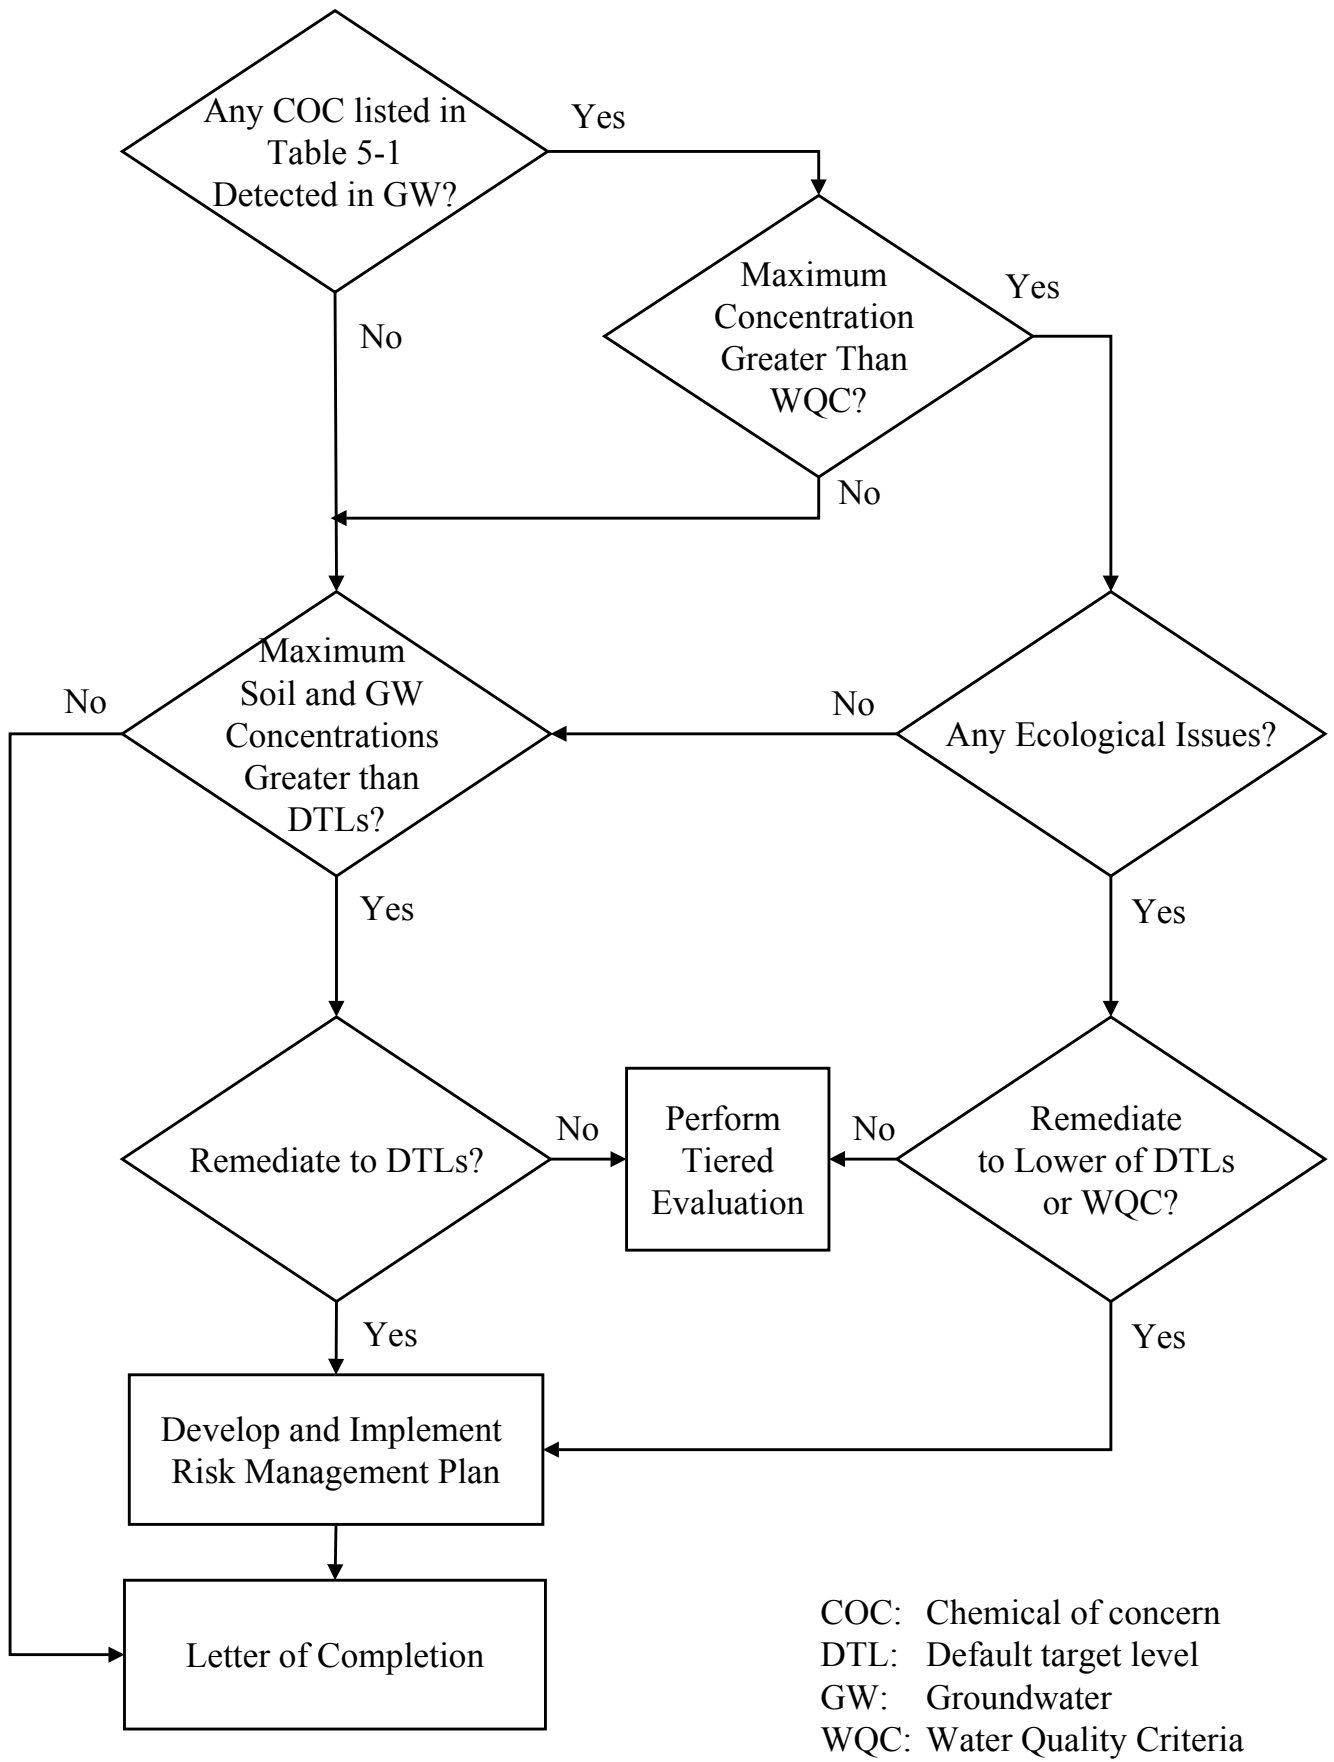 Any COC listed in
Table 5-1
Detected in GW?
Yes
No
Maximum
Concentration
Greater Than
WQC?
Yes
No
Maximum
Soil and GW
Concentrations
Greater than
DTLs?
No
Yes
No
Any Ecological Issues?
Yes
Remediate to DTLs?
No
Yes
Perform
Tiered
Evaluation
No
Remediate
to Lower of DTLs
or WQC?
Yes
Develop and Implement
Risk Management Plan
Letter of Completion
COC: Chemical of concern
DTL: Default target level
GW: Groundwater
WQC: Water Quality Criteria